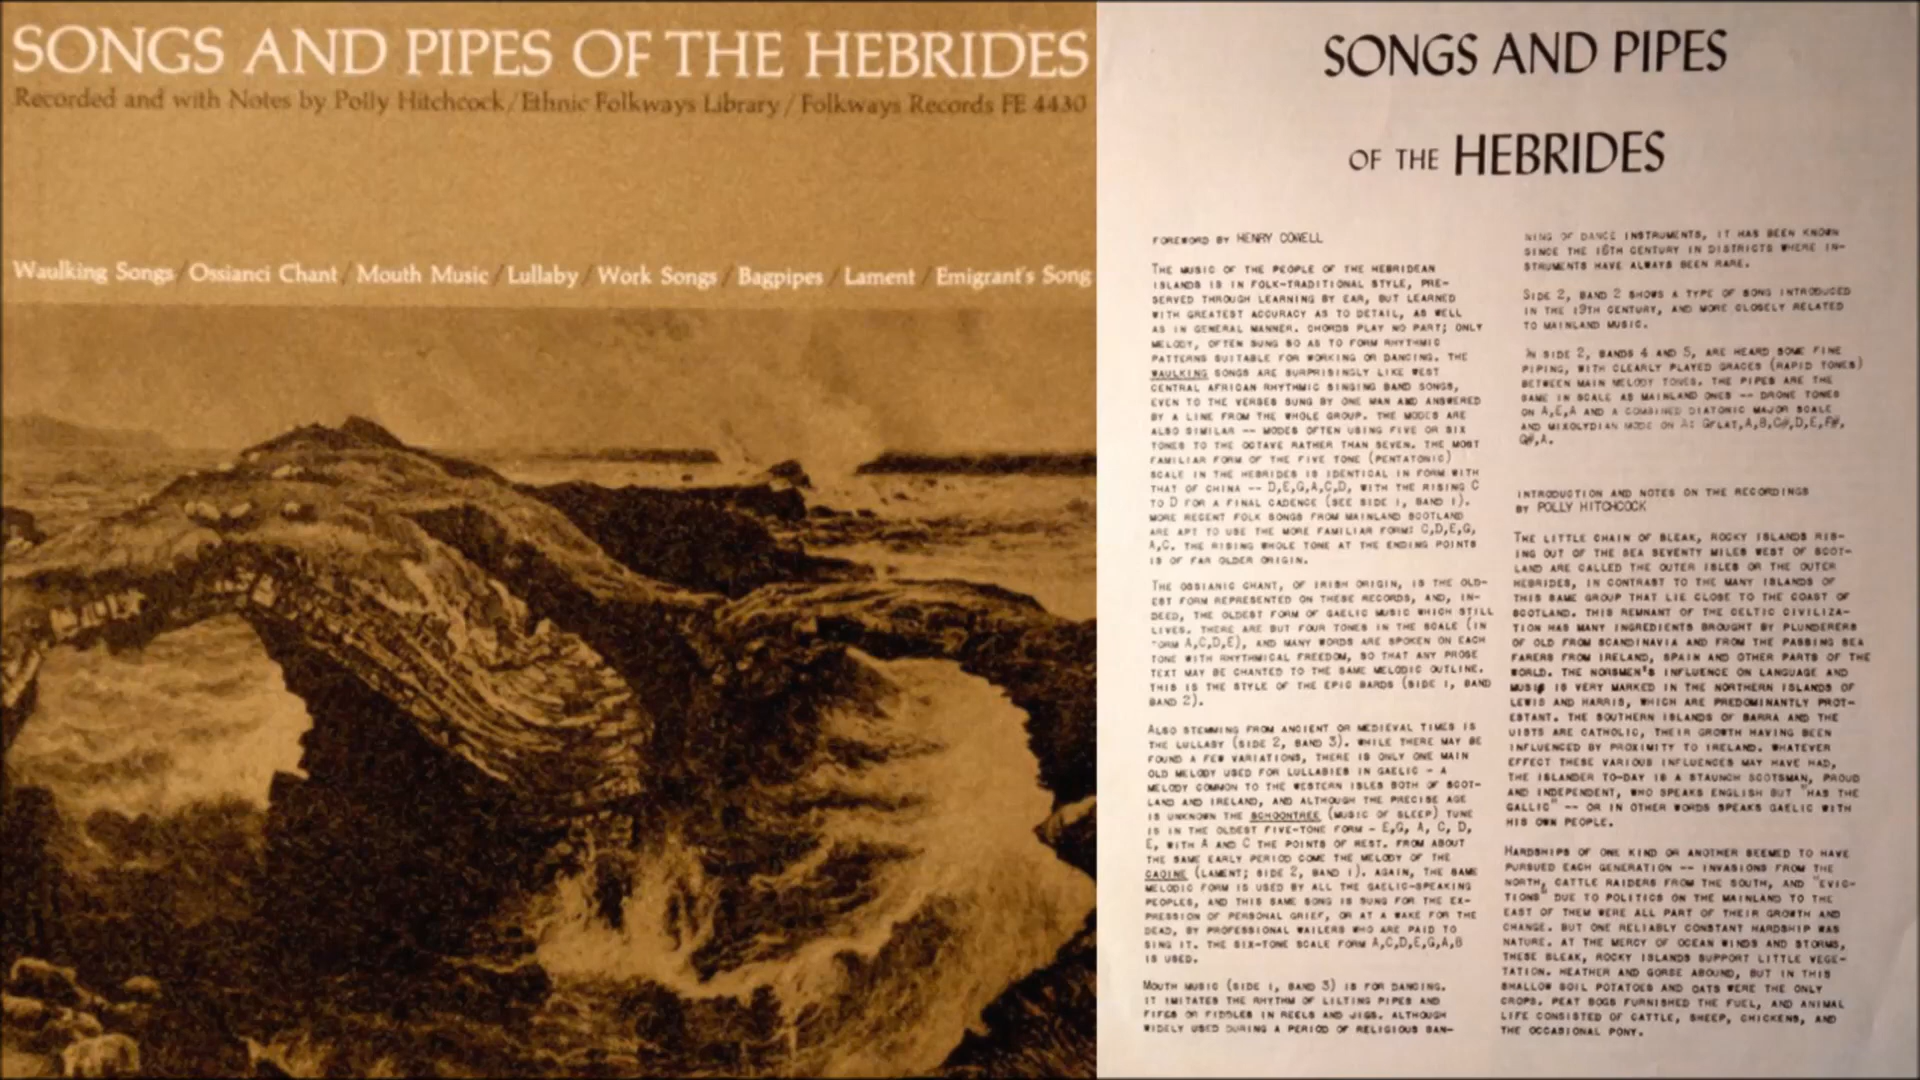 SONGS AND PIPES OF THE HEBRIDES
Recorded and with Notes by Polly Hitchcock / Ethnic Folkways Library / Folkways Records FE 4430
Waulking Songs / Ossianci Chant / Mouth Music / Lullaby / Work Songs / Bagpipes / Lament / Emigrant's Song
SONGS AND PIPES
OF THE HEBRIDES
FOREWORD BY HENRY COWELL
THE MUSIC OF THE PEOPLE OF THE HEBRIDEAN
ISLANDS IS IN FOLK-TRADITIONAL STYLE, PRE-
SERVED THROUGH LEARNING BY EAR, BUT LEARNED
WITH GREATEST ACCURACY AS TO DETAIL, AS WELL
AS IN GENERAL MANNER. CHORDS PLAY NO PART; ONLY
MELODY, OFTEN SUNG SO AS TO FORM RHYTHMIC
PATTERNS SUITABLE FOR WORKING OR DANCING. THE
WAULKING SONGS ARE SURPRISINGLY LIKE WEST
CENTRAL AFRICAN RHYTHMIC SINGING BAND SONGS,
EVEN TO THE VERSES SUNG BY ONE MAN AND ANSWERED
BY A LINE FROM THE WHOLE GROUP. THE MODES ARE
ALSO SIMILAR -- MODES OFTEN USING FIVE OR SIX
TONES TO THE OCTAVE RATHER THAN SEVEN. THE MOST
FAMILIAR FORM OF THE FIVE TONE (PENTATONIC)
SCALE IN THE HEBRIDES IS IDENTICAL IN FORM WITH
THAT OF CHINA -- D,E,G,A,C,D, WITH THE RISING C
TO D FOR A FINAL CADENCE (SEE SIDE I, BAND I).
MORE RECENT FOLK SONGS FROM MAINLAND SCOTLAND
ARE APT TO USE THE MORE FAMILIAR FORM: C,D,E,G,
A,C. THE RISING WHOLE TONE AT THE ENDING POINTS
IS OF FAR OLDER ORIGIN.
THE OSSIANIC CHANT, OF IRISH ORIGIN, IS THE OLD-
EST FORM REPRESENTED ON THESE RECORDS, AND, IN-
DEED, THE OLDEST FORM OF GAELIC MUSIC WHICH STILL
LIVES. THERE ARE BUT FOUR TONES IN THE SCALE (IN
FORM A,C,D,E), AND MANY WORDS ARE SPOKEN ON EACH
TONE WITH RHYTHMICAL FREEDOM, SO THAT ANY PROSE
TEXT MAY BE CHANTED TO THE SAME MELODIC OUTLINE.
THIS IS THE STYLE OF THE EPIC BARDS (SIDE I, BAND
BAND 2).
ALSO STEMMING FROM ANCIENT OR MEDIEVAL TIMES IS
THE LULLABY (SIDE 2, BAND 3). WHILE THERE MAY BE
FOUND A FEW VARIATIONS, THERE IS ONLY ONE MAIN
OLD MELODY USED FOR LULLABIES IN GAELIC - A
MELODY COMMON TO THE WESTERN ISLES BOTH OF SCOT-
LAND AND IRELAND, AND ALTHOUGH THE PRECISE AGE
IS UNKNOWN THE SCHOONTREE (MUSIC OF SLEEP) TUNE
IS IN THE OLDEST FIVE-TONE FORM - E,G, A, C, D,
E, WITH A AND C THE POINTS OF REST. FROM ABOUT
THE SAME EARLY PERIOD COME THE MELODY OF THE
CAOINE (LAMENT; SIDE 2, BAND I). AGAIN, THE SAME
MELODIC FORM IS USED BY ALL THE GAELIC-SPEAKING
PEOPLES, AND THIS SAME SONG IS SUNG FOR THE EX-
PRESSION OF PERSONAL GRIEF, OR AT A WAKE FOR THE
DEAD, BY PROFESSIONAL WAILERS WHO ARE PAID TO
SING IT. THE SIX-TONE SCALE FORM A,C,D,E,G,A,B
IS USED.
MOUTH MUSIC (SIDE I, BAND 3) IS FOR DANCING.
IT IMITATES THE RHYTHM OF LILTING PIPES AND
FIFES OR FIDDLES IN REELS AND JIGS. ALTHOUGH
WIDELY USED DURING A PERIOD OF RELIGIOUS BAN-
NING OF DANCE INSTRUMENTS, IT HAS BEEN KNOWN
SINCE THE 16TH CENTURY IN DISTRICTS WHERE IN-
STRUMENTS HAVE ALWAYS BEEN RARE.
SIDE 2, BAND 2 SHOWS A TYPE OF SONG INTRODUCED
IN THE 19TH CENTURY, AND MORE CLOSELY RELATED
TO MAINLAND MUSIC.
IN SIDE 2, BANDS 4 AND 5, ARE HEARD SOME FINE
PIPING, WITH CLEARLY PLAYED GRACES (RAPID TONES)
BETWEEN MAIN MELODY TONES. THE PIPES ARE THE
SAME IN SCALE AS MAINLAND ONES -- DRONE TONES
ON A,E,A AND A COMBINED DIATONIC MAJOR SCALE
AND MIXOLYDIAN MODE ON A: GFLAT,A,B,C#,D,E,F#,
G#,A.
INTRODUCTION AND NOTES ON THE RECORDINGS
BY POLLY HITCHCOCK
THE LITTLE CHAIN OF BLEAK, ROCKY ISLANDS RIS-
ING OUT OF THE SEA SEVENTY MILES WEST OF SCOT-
LAND ARE CALLED THE OUTER ISLES OR THE OUTER
HEBRIDES, IN CONTRAST TO THE MANY ISLANDS OF
THIS SAME GROUP THAT LIE CLOSE TO THE COAST OF
SCOTLAND. THIS REMNANT OF THE CELTIC CIVILIZA-
TION HAS MANY INGREDIENTS BROUGHT BY PLUNDERERS
OF OLD FROM SCANDINAVIA AND FROM THE PASSING SEA
FARERS FROM IRELAND, SPAIN AND OTHER PARTS OF THE
WORLD. THE NORSMEN'S INFLUENCE ON LANGUAGE AND
MUSIC IS VERY MARKED IN THE NORTHERN ISLANDS OF
LEWIS AND HARRIS, WHICH ARE PREDOMINANTLY PROT-
ESTANT. THE SOUTHERN ISLANDS OF BARRA AND THE
UISTS ARE CATHOLIC, THEIR GROWTH HAVING BEEN
INFLUENCED BY PROXIMITY TO IRELAND. WHATEVER
EFFECT THESE VARIOUS INFLUENCES MAY HAVE HAD,
THE ISLANDER TO-DAY IS A STAUNCH SCOTSMAN, PROUD
AND INDEPENDENT, WHO SPEAKS ENGLISH BUT "HAS THE
GALLIC" -- OR IN OTHER WORDS SPEAKS GAELIC WITH
HIS OWN PEOPLE.
HARDSHIPS OF ONE KIND OR ANOTHER SEEMED TO HAVE
PURSUED EACH GENERATION -- INVASIONS FROM THE
NORTH, CATTLE RAIDERS FROM THE SOUTH, AND "EVIC-
TIONS" DUE TO POLITICS ON THE MAINLAND TO THE
EAST OF THEM WERE ALL PART OF THEIR GROWTH AND
CHANGE. BUT ONE RELIABLY CONSTANT HARDSHIP WAS
NATURE. AT THE MERCY OF OCEAN WINDS AND STORMS,
THESE BLEAK, ROCKY ISLANDS SUPPORT LITTLE VEGE-
TATION. HEATHER AND GORSE ABOUND, BUT IN THIS
SHALLOW SOIL POTATOES AND OATS WERE THE ONLY
CROPS. PEAT BOGS FURNISHED THE FUEL, AND ANIMAL
LIFE CONSISTED OF CATTLE, SHEEP, CHICKENS, AND
THE OCCASIONAL PONY.